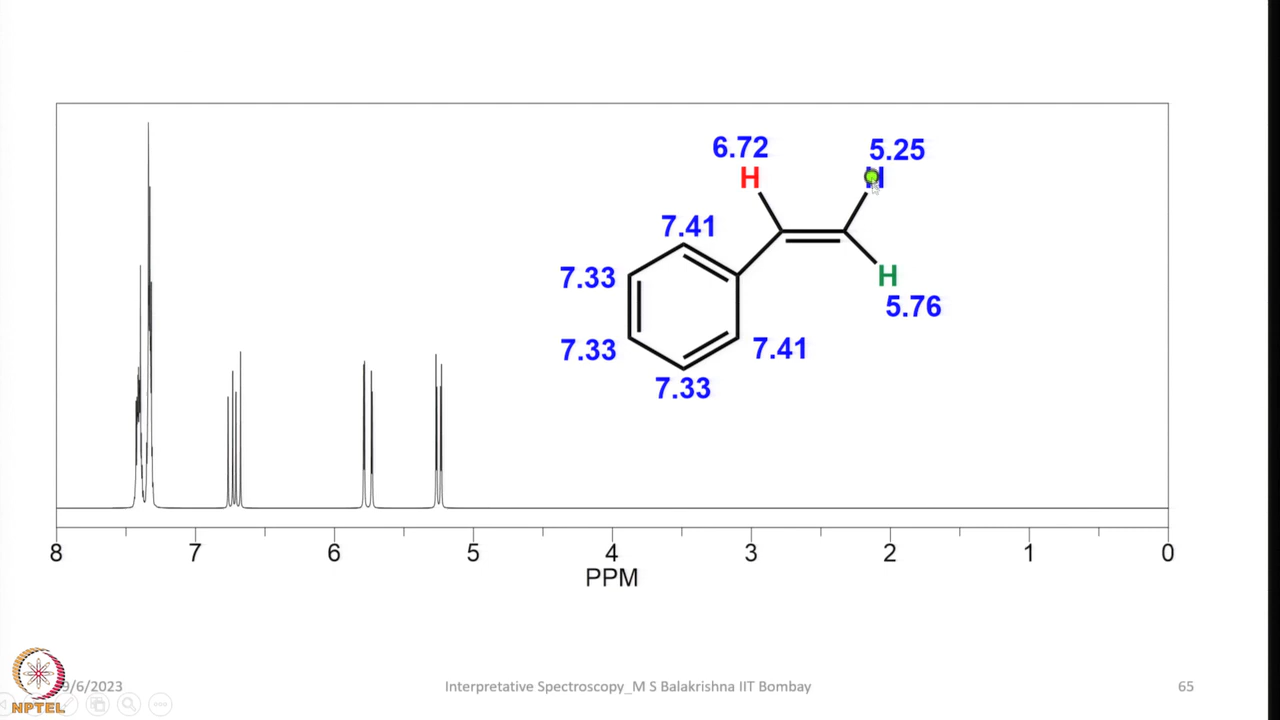 6.72
5.25
H
H
7.41
7.33
H
5.76
7.33
7.41
7.33
8 7 6 5 4 3 2 1 0
PPM
9/6/2023
Interpretative Spectroscopy_M S Balakrishna IIT Bombay
65
NPTEL